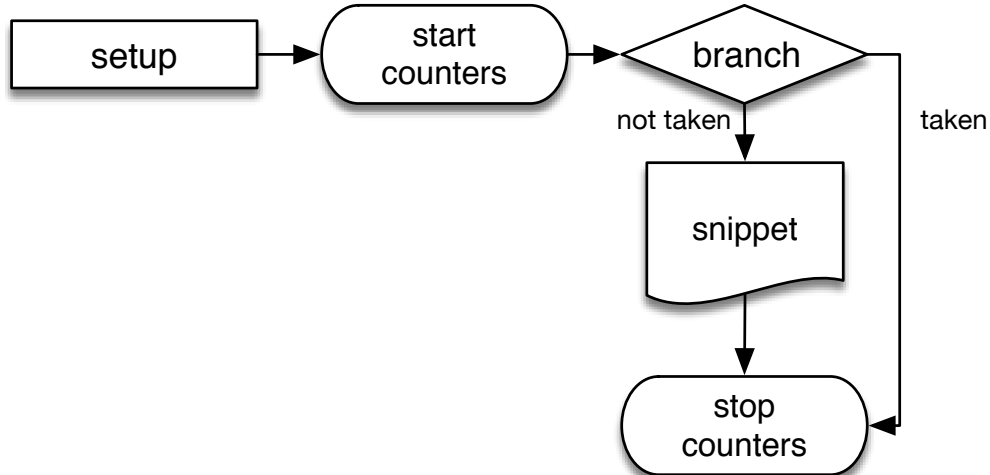 setup
start
counters
branch
not taken
taken
snippet
stop
counters